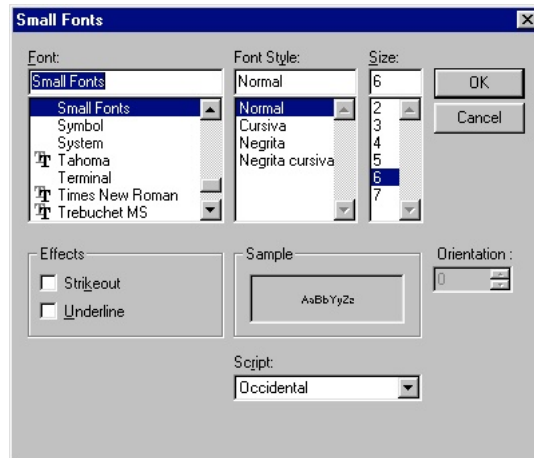 Small Fonts
Font:
Small Fonts
Small Fonts
Symbol
System
Tahoma
Terminal
Times New Roman
Trebuchet MS
Font Style:
Normal
Normal
Cursiva
Negrita
Negrita cursiva
Size:
6
2
3
4
5
6
7
OK
Cancel
Effects
Strikeout
Underline
Sample
AaBbYyZz
Orientation :
0
Script:
Occidental